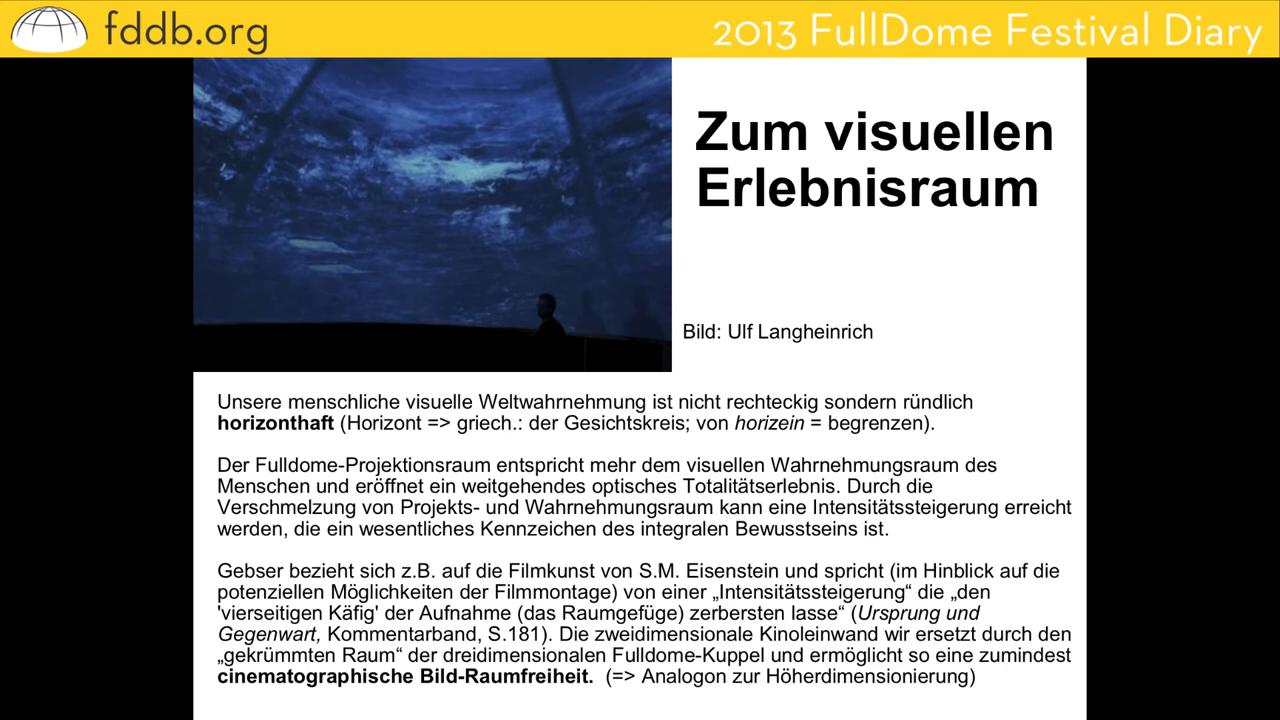 fddb.org
2013 FullDome Festival Diary
Zum visuellen
Erlebnisraum
Bild: Ulf Langheinrich
Unsere menschliche visuelle Weltwahrnehmung ist nicht rechteckig sondern ründlich
horizonthaft (Horizont => griech.: der Gesichtskreis; von horizein = begrenzen).
Der Fulldome-Projektionsraum entspricht mehr dem visuellen Wahrnehmungsraum des
Menschen und eröffnet ein weitgehendes optisches Totalitätserlebnis. Durch die
Verschmelzung von Projekts- und Wahrnehmungsraum kann eine Intensitätssteigerung erreicht
werden, die ein wesentliches Kennzeichen des integralen Bewusstseins ist.
Gebser bezieht sich z.B. auf die Filmkunst von S.M. Eisenstein und spricht (im Hinblick auf die
potenziellen Möglichkeiten der Filmmontage) von einer „Intensitätssteigerung“ die „den
'vierseitigen Käfig' der Aufnahme (das Raumgefüge) zerbersten lasse“ (Ursprung und
Gegenwart, Kommentarband, S.181). Die zweidimensionale Kinoleinwand wir ersetzt durch den
„gekrümmten Raum“ der dreidimensionalen Fulldome-Kuppel und ermöglicht so eine zumindest
cinematographische Bild-Raumfreiheit. (=> Analogon zur Höherdimensionierung)